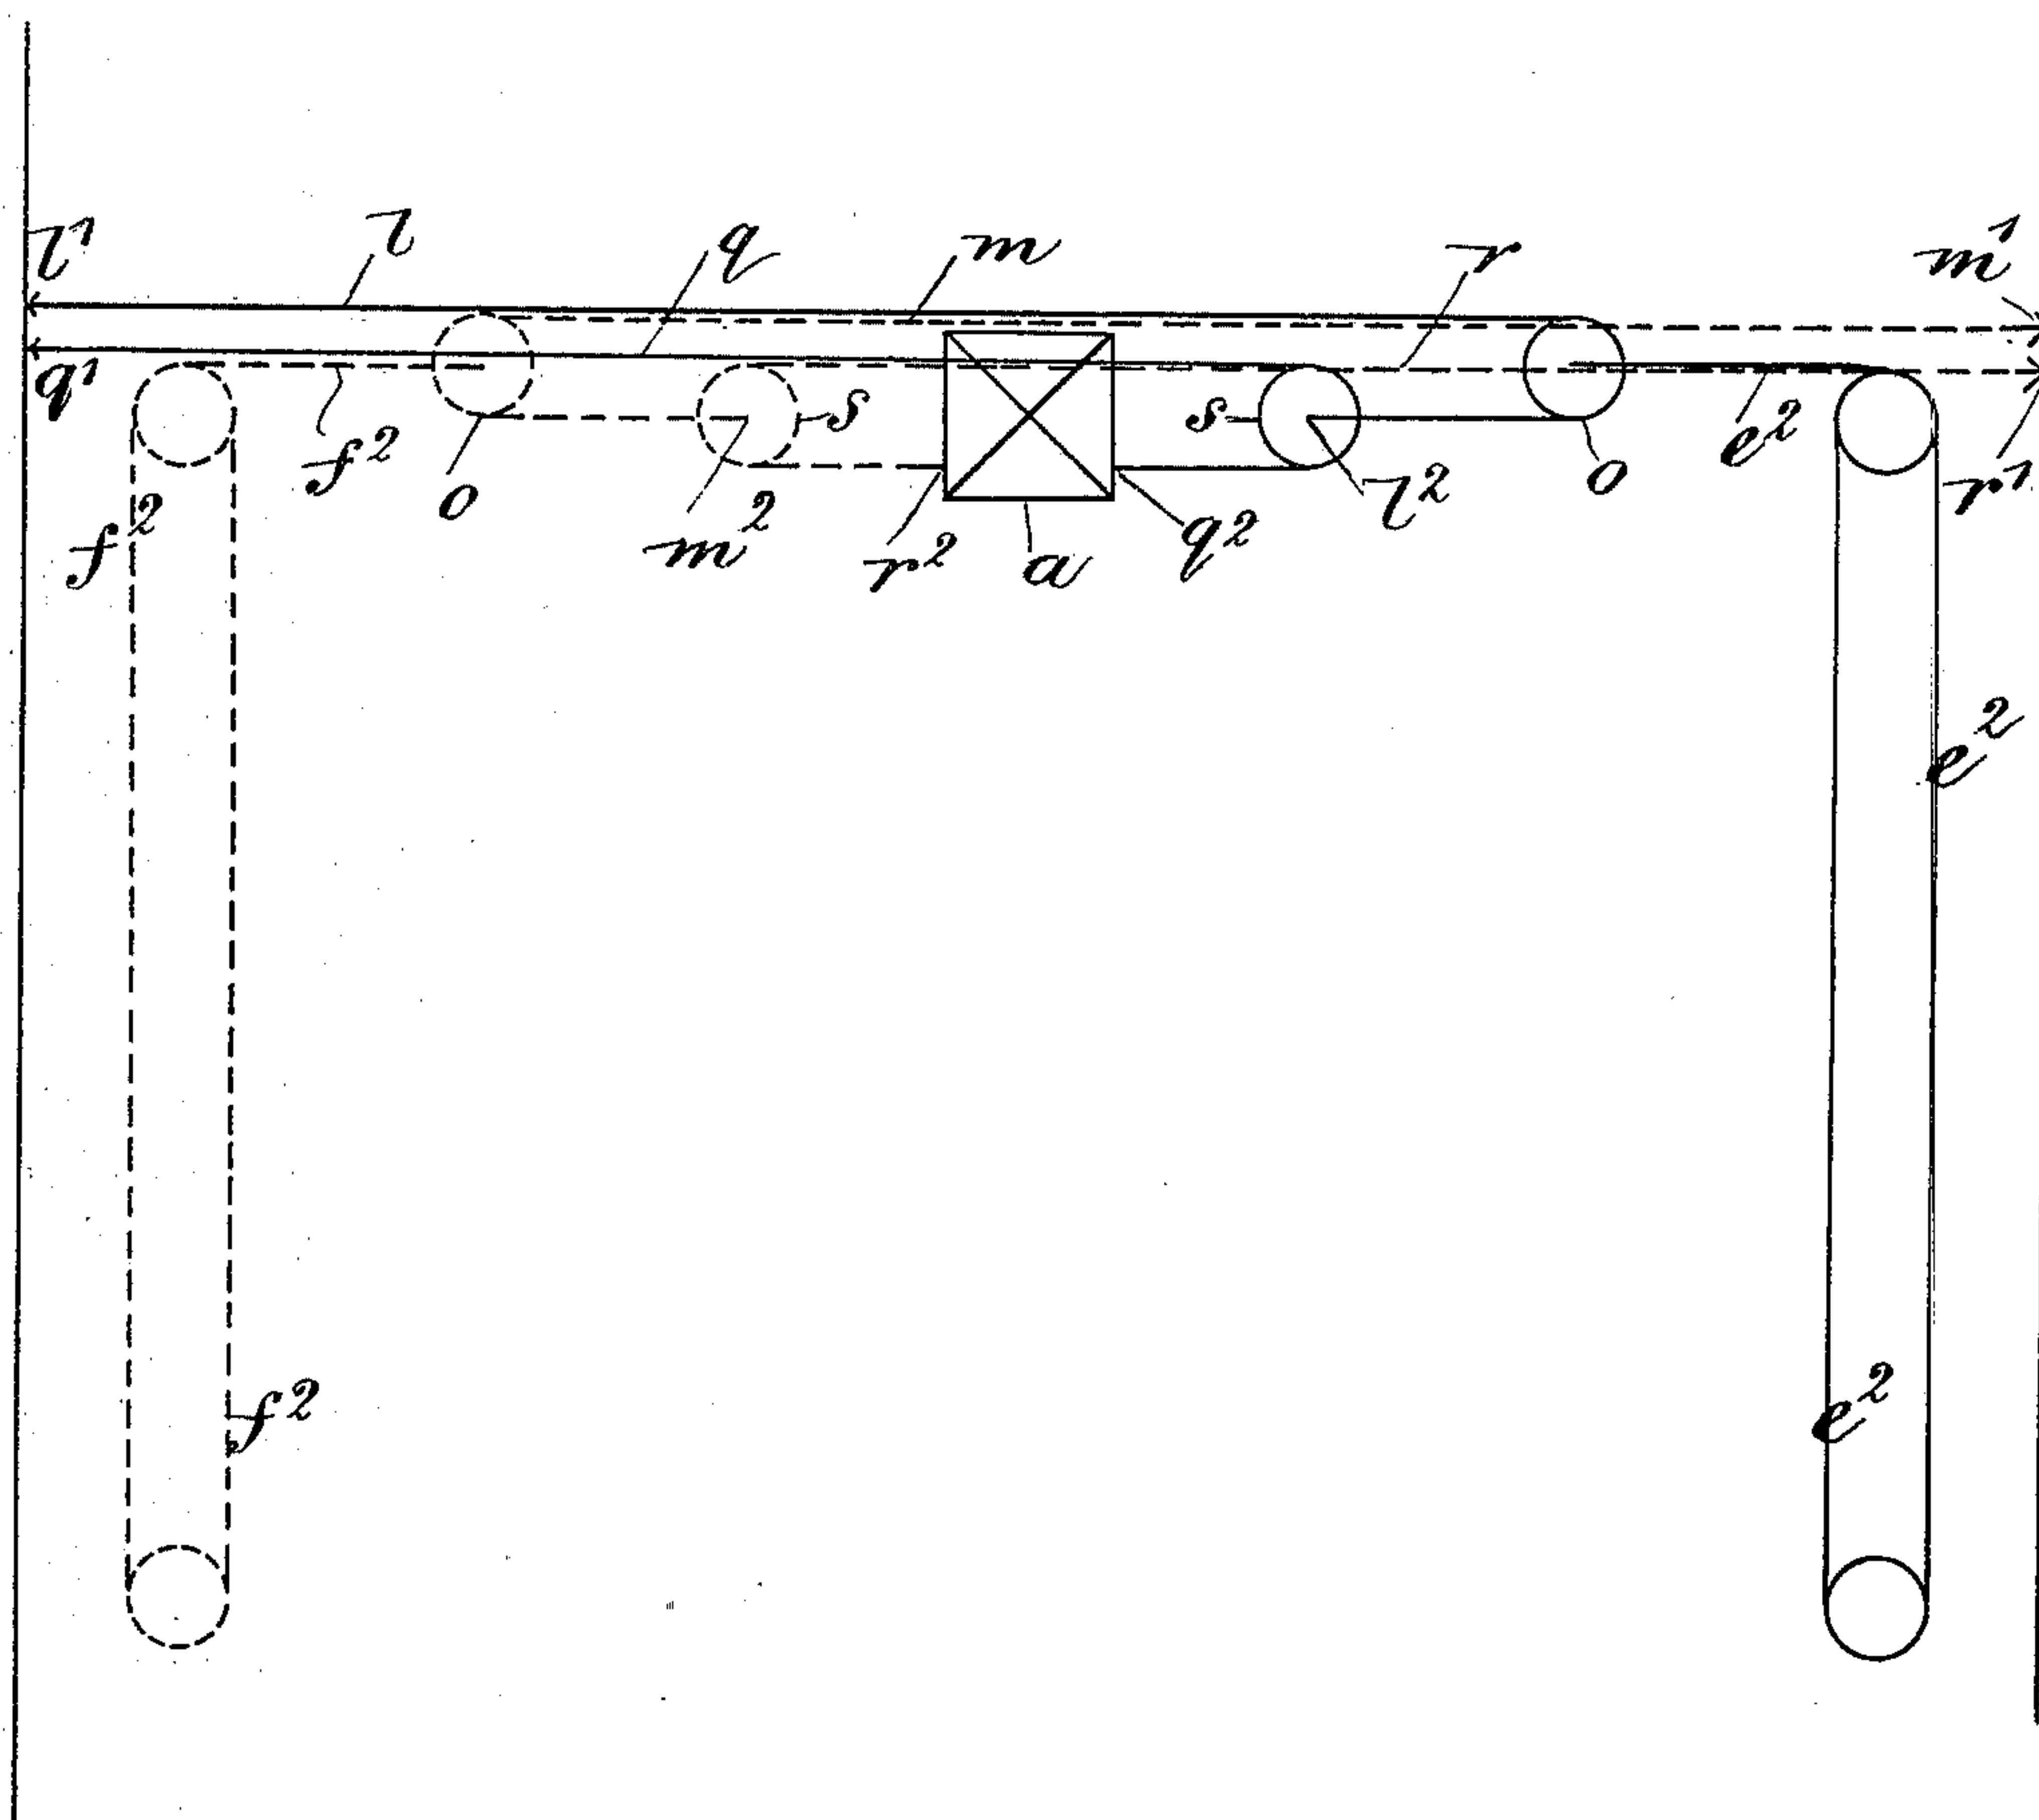 l¹ l q m r m¹
q¹ f² o s s l² o e² r¹
f² m² r² a q²
e²
f² e²